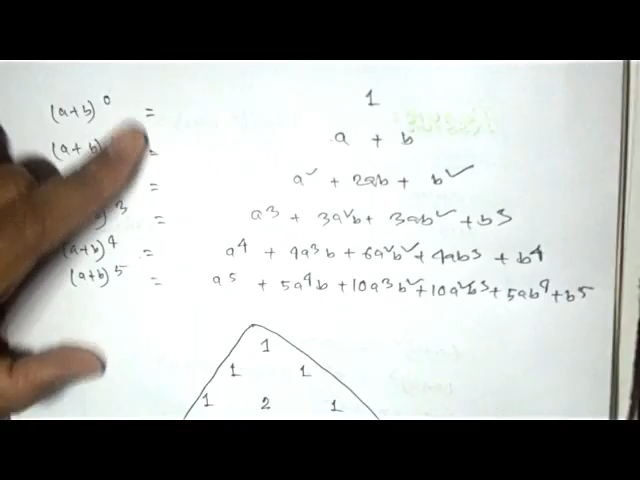 (a+b)⁰ = 1
(a+b) = a + b
= a² + 2ab + b²
)³ = a³ + 3a²b + 3ab² + b³
(a+b)⁴ = a⁴ + 4a³b + 6a²b² + 4ab³ + b⁴
(a+b)⁵ = a⁵ + 5a⁴b + 10a³b² + 10a²b³ + 5ab⁴ + b⁵
1
1 1
1 2 1